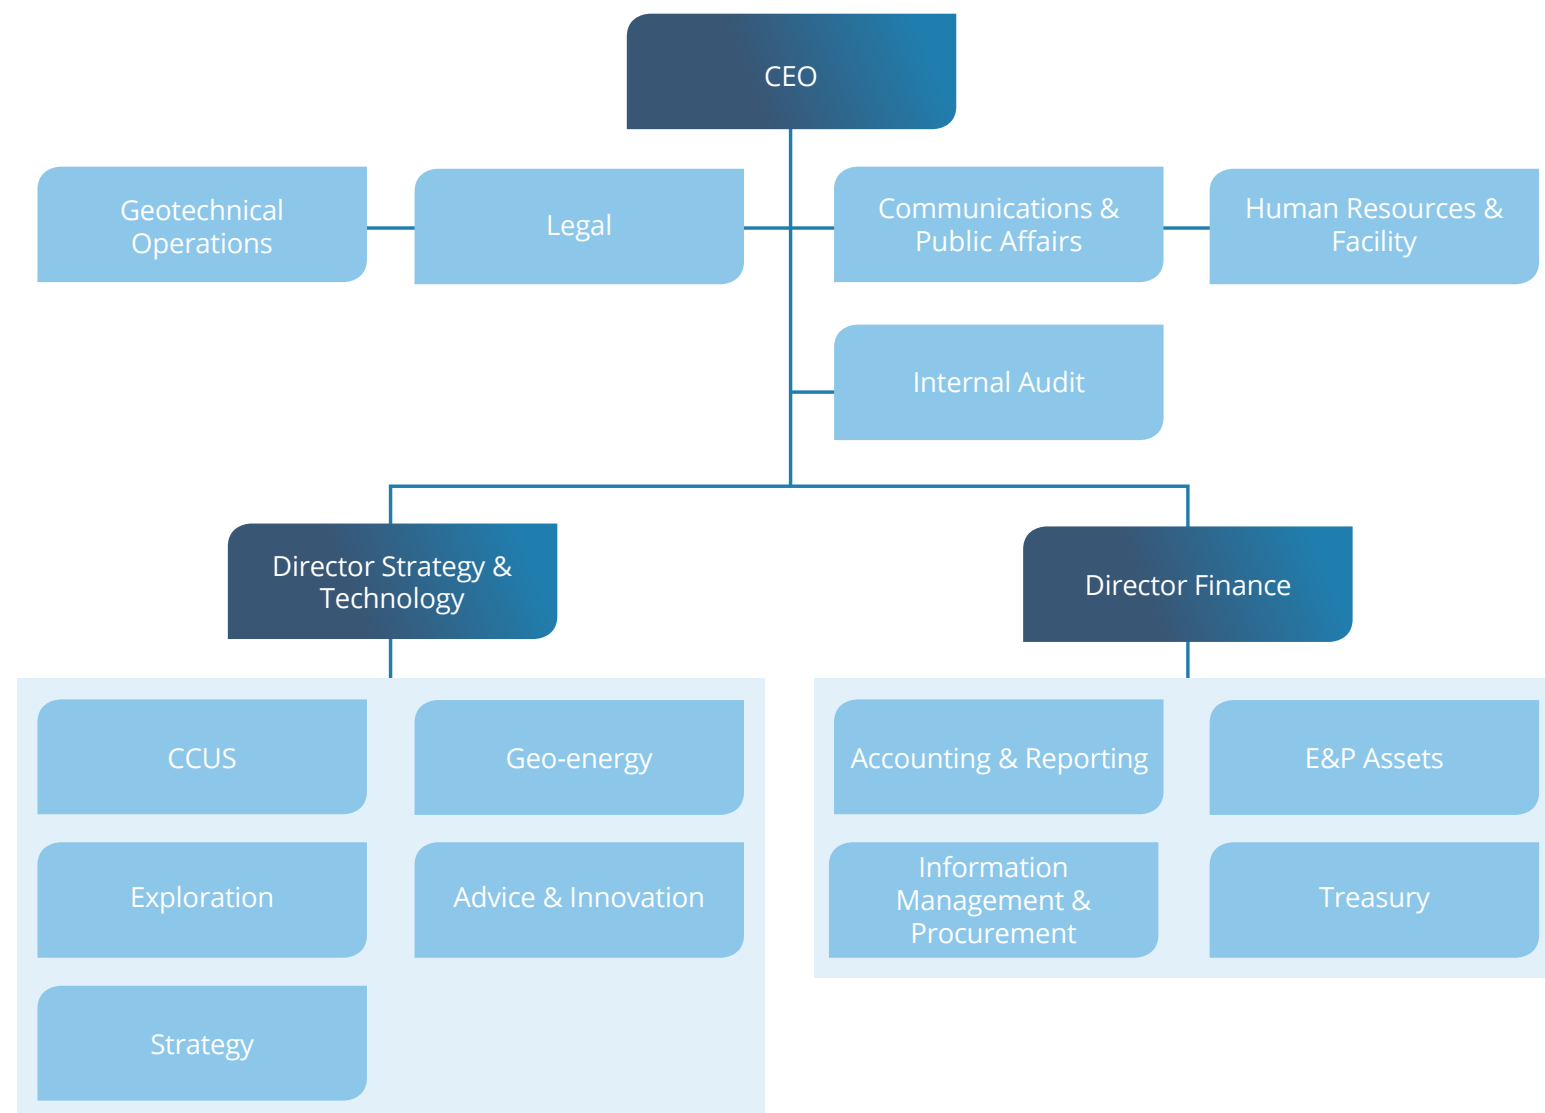 CEO
Geotechnical
Operations
Legal
Communications &
Public Affairs
Human Resources &
Facility
Internal Audit
Director Strategy &
Technology
Director Finance
CCUS
Geo-energy
Accounting & Reporting
E&P Assets
Exploration
Advice & Innovation
Information
Management &
Procurement
Treasury
Strategy